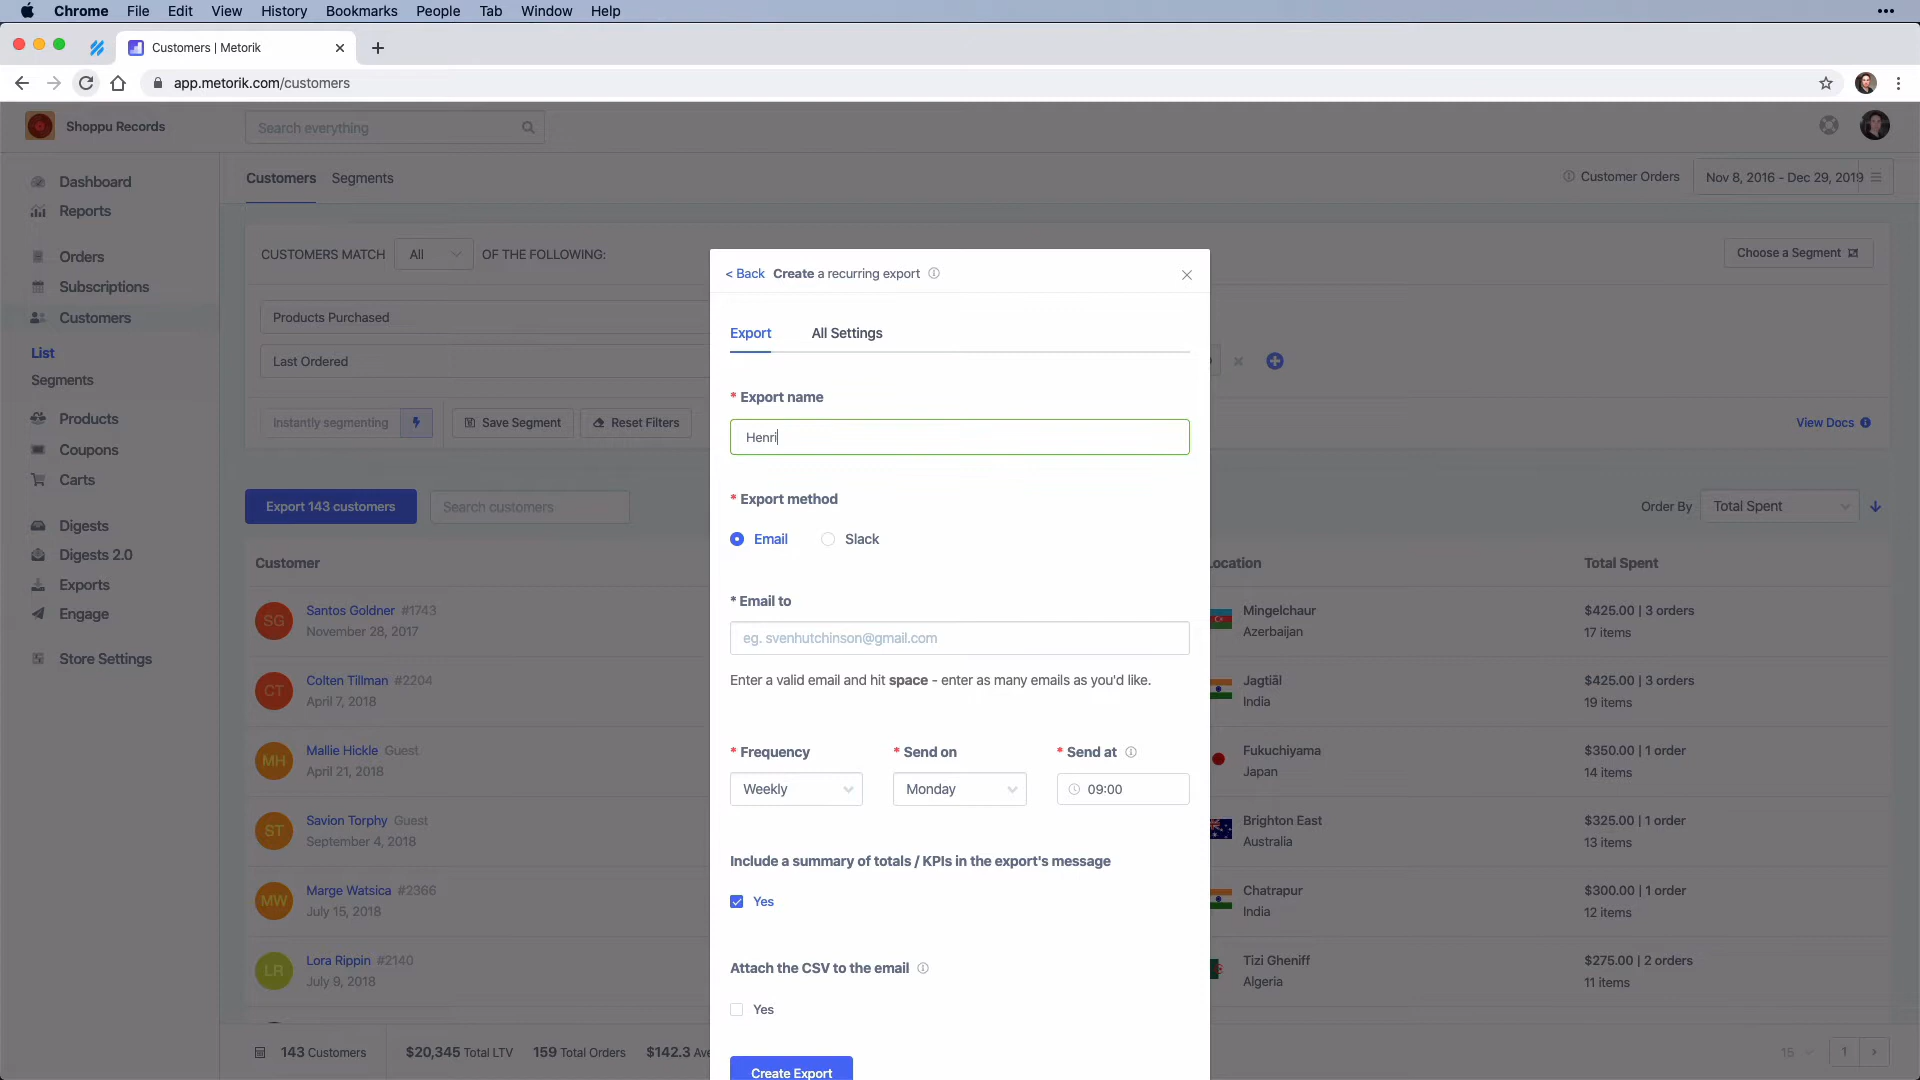 Chrome File Edit View History Bookmarks People Tab Window Help
Customers | Metorik
app.metorik.com/customers
Shoppu Records
Search everything
Dashboard
Reports
Orders
Subscriptions
Customers
List
Segments
Products
Coupons
Carts
Digests
Digests 2.0
Exports
Engage
Store Settings
Customers Segments
Customer Orders
Nov 8, 2016 - Dec 29, 2019
CUSTOMERS MATCH All OF THE FOLLOWING:
Choose a Segment
Products Purchased
Last Ordered
Instantly segmenting
Save Segment
Reset Filters
View Docs
Export 143 customers
Search customers
Order By Total Spent
Customer
Location
Total Spent
SG Santos Goldner #1743
November 28, 2017
Mingelchaur
Azerbaijan
$425.00 | 3 orders
17 items
CT Colten Tillman #2204
April 7, 2018
Jagtiāl
India
$425.00 | 3 orders
19 items
MH Mallie Hickle Guest
April 21, 2018
Fukuchiyama
Japan
$350.00 | 1 order
14 items
ST Savion Torphy Guest
September 4, 2018
Brighton East
Australia
$325.00 | 1 order
13 items
MW Marge Watsica #2366
July 15, 2018
Chatrapur
India
$300.00 | 1 order
12 items
LR Lora Rippin #2140
July 9, 2018
Tizi Gheniff
Algeria
$275.00 | 2 orders
11 items
143 Customers
$20,345 Total LTV
159 Total Orders
$142.3
15
1
< Back Create a recurring export
Export All Settings
* Export name
Henri
* Export method
Email Slack
* Email to
eg. svenhutchinson@gmail.com
Enter a valid email and hit space - enter as many emails as you'd like.
* Frequency * Send on * Send at
Weekly Monday 09:00
Include a summary of totals / KPIs in the export's message
Yes
Attach the CSV to the email
Yes
Create Export